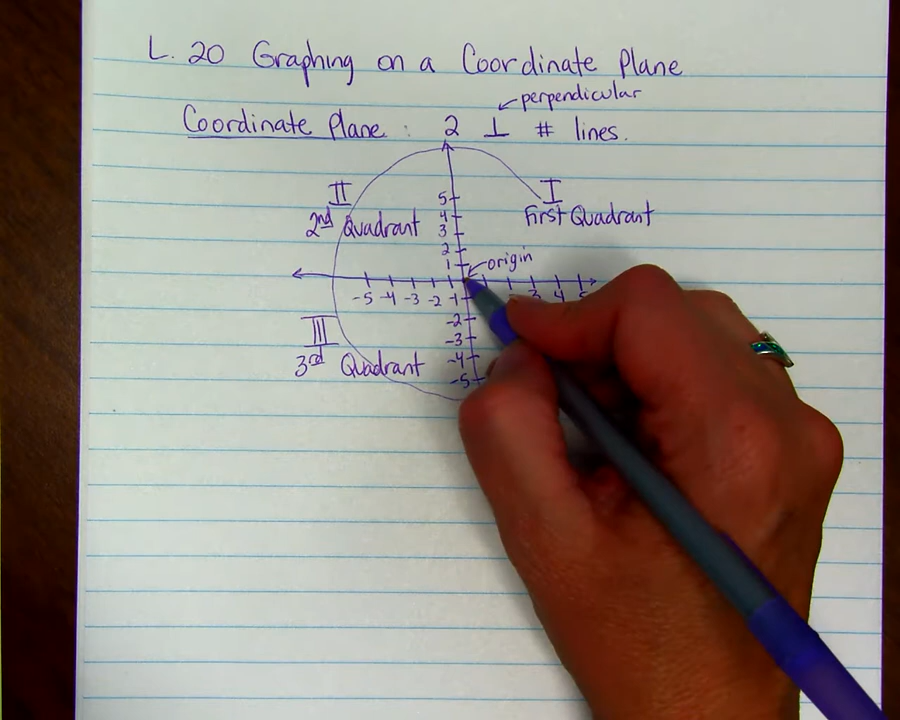 L. 20 Graphing on a Coordinate Plane
perpendicular
Coordinate Plane : 2 ⊥ # lines.
II
2nd Quadrant
I
First Quadrant
5
4
3
2
1
origin
-5 -4 -3 -2 -1 3 4 5
-2
-3
-4
-5
III
3rd Quadrant